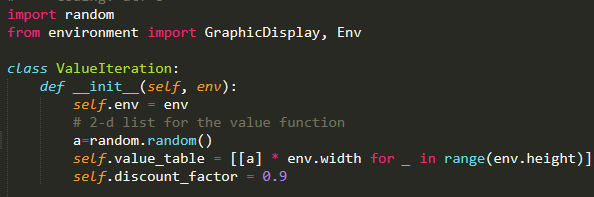 import random
from environment import GraphicDisplay, Env
class ValueIteration:
def __init__(self, env):
self.env = env
# 2-d list for the value function
a=random.random()
self.value_table = [[a] * env.width for _ in range(env.height)]
self.discount_factor = 0.9